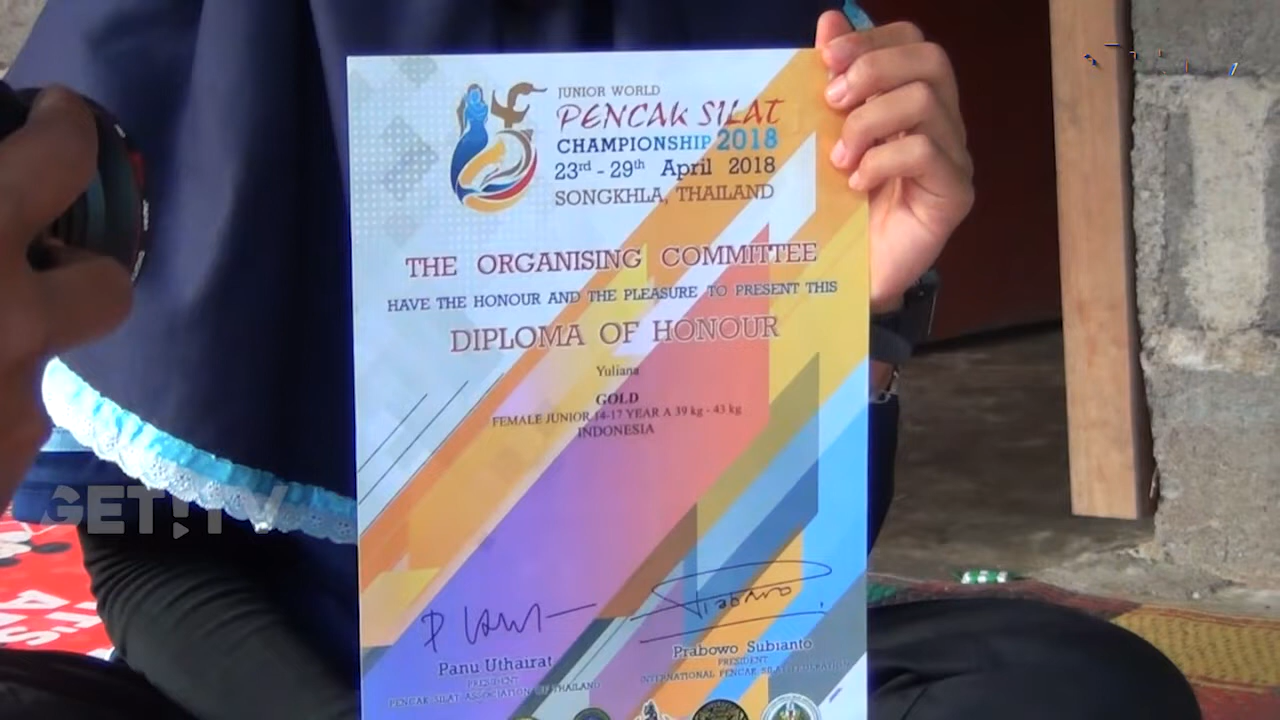 JUNIOR WORLD
PENCAK SILAT
CHAMPIONSHIP 2018
23rd - 29th April 2018
SONGKHLA, THAILAND
THE ORGANISING COMMITTEE
HAVE THE HONOUR AND THE PLEASURE TO PRESENT THIS
DIPLOMA OF HONOUR
Yuliana
GOLD
FEMALE JUNIOR 14-17 YEAR A 39 kg - 43 kg
INDONESIA
Panu Uthairat
PRESIDENT
PENCAK SILAT ASSOCIATION OF THAILAND
Prabowo Subianto
PRESIDENT
INTERNATIONAL PENCAK SILAT FEDERATION
GET!TV